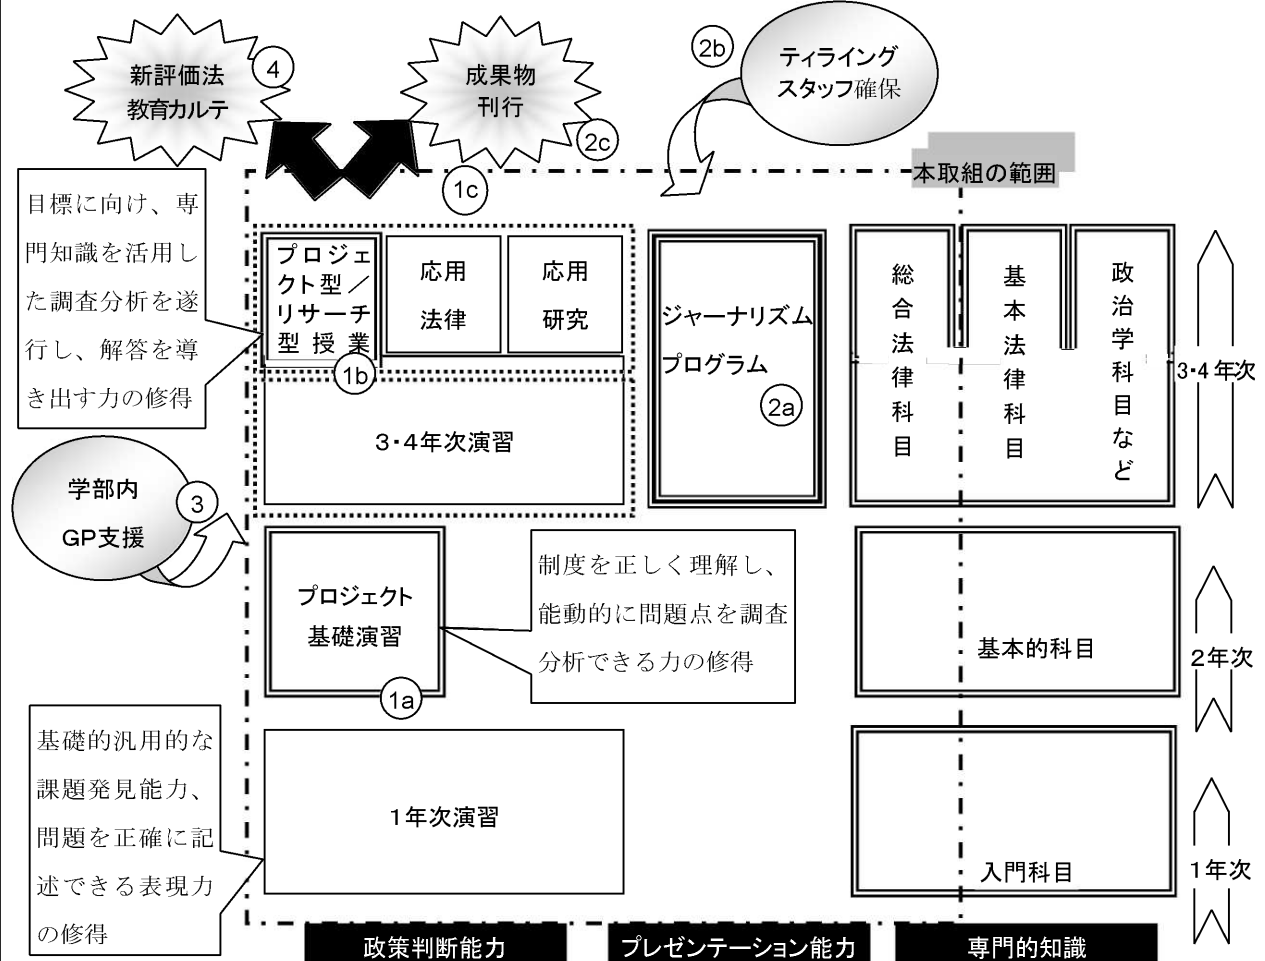 新評価法
教育カルテ
4
成果物
刊行
2c
2b
ティライング
スタッフ確保
本取組の範囲
1c
目標に向け、専
門知識を活用し
た調査分析を遂
行し、解答を導
き出す力の修得
プロジェ
クト型／
リサーチ
型授業
1b
応用
法律
応用
研究
3・4年次演習
ジャーナリズム
プログラム
2a
総合法律科目
基本法律科目
政治学科目など
3・4年次
学部内
GP支援
3
プロジェクト
基礎演習
1a
制度を正しく理解し、
能動的に問題点を調査
分析できる力の修得
基本的科目
2年次
基礎的汎用的な
課題発見能力、
問題を正確に記
述できる表現力
の修得
1年次演習
入門科目
1年次
政策判断能力
プレゼンテーション能力
専門的知識